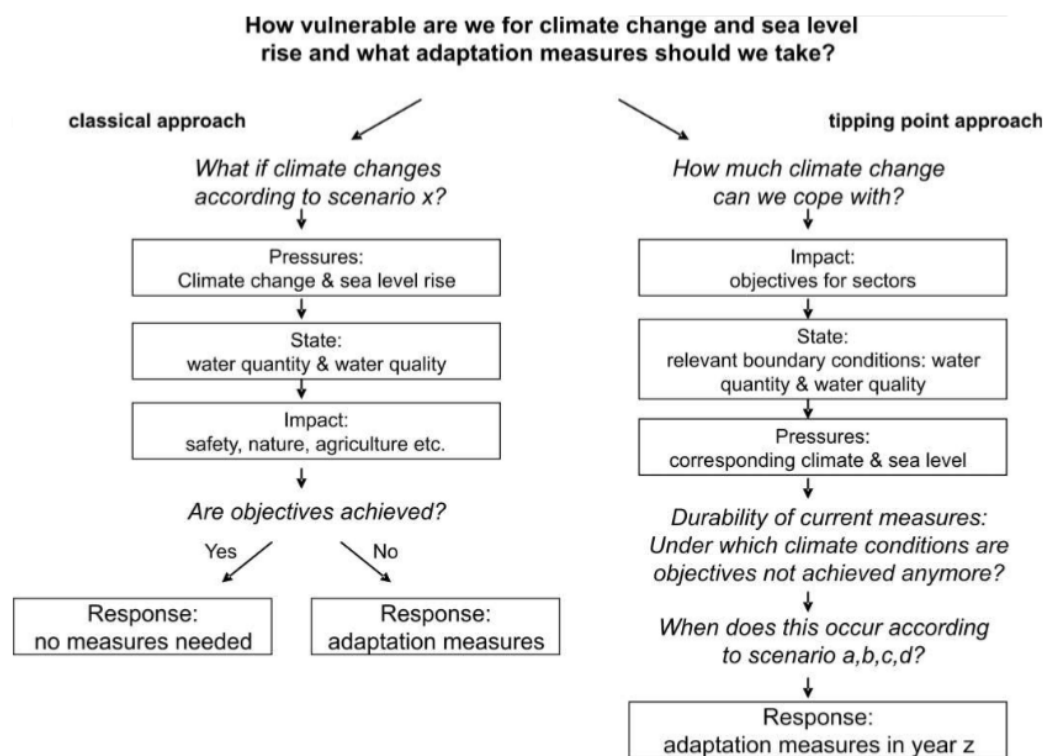 How vulnerable are we for climate change and sea level
rise and what adaptation measures should we take?
classical approach
What if climate changes
according to scenario x?
Pressures:
Climate change & sea level rise
State:
water quantity & water quality
Impact:
safety, nature, agriculture etc.
Are objectives achieved?
Yes
No
Response:
no measures needed
Response:
adaptation measures
tipping point approach
How much climate change
can we cope with?
Impact:
objectives for sectors
State:
relevant boundary conditions: water
quantity & water quality
Pressures:
corresponding climate & sea level
Durability of current measures:
Under which climate conditions are
objectives not achieved anymore?
When does this occur according
to scenario a,b,c,d?
Response:
adaptation measures in year z